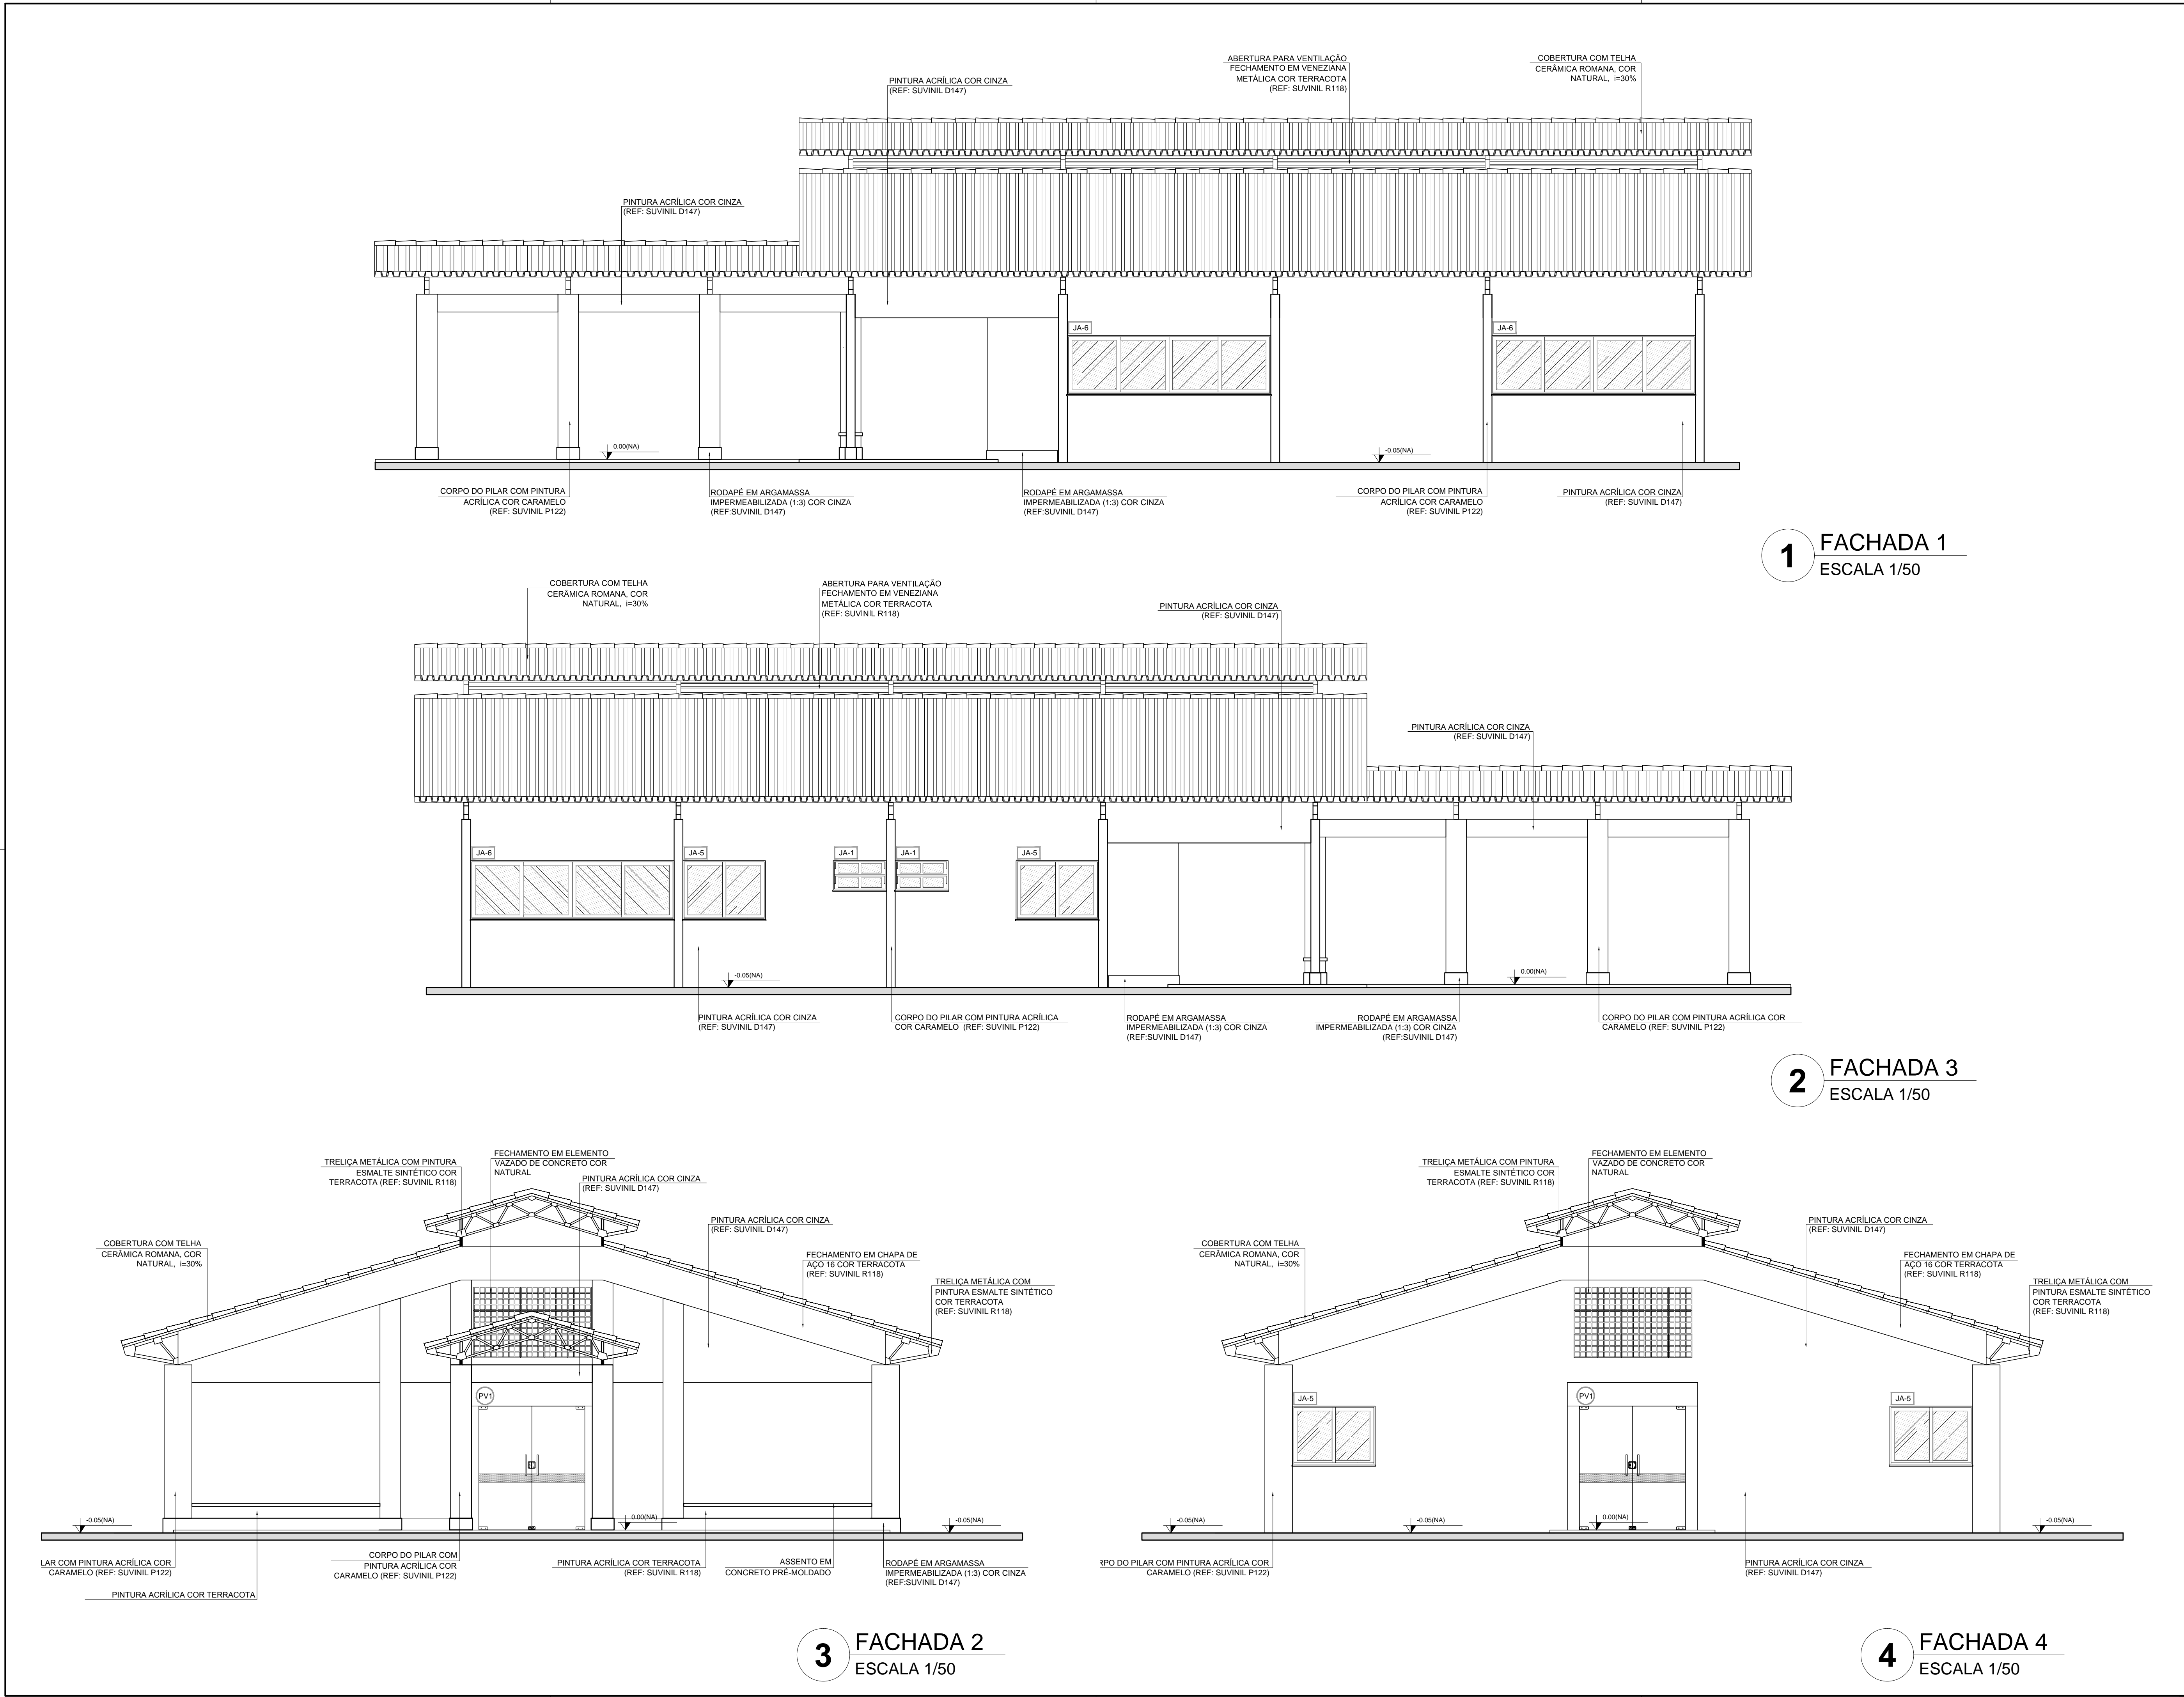 ABERTURA PARA VENTILAÇÃO
FECHAMENTO EM VENEZIANA
METÁLICA COR TERRACOTA
(REF: SUVINIL R118)
COBERTURA COM TELHA
CERÂMICA ROMANA, COR
NATURAL, i=30%
PINTURA ACRÍLICA COR CINZA
(REF: SUVINIL D147)
PINTURA ACRÍLICA COR CINZA
(REF: SUVINIL D147)
JA-6
JA-6
0.00(NA)
-0.05(NA)
CORPO DO PILAR COM PINTURA
ACRÍLICA COR CARAMELO
(REF: SUVINIL P122)
RODAPÉ EM ARGAMASSA
IMPERMEABILIZADA (1:3) COR CINZA
(REF:SUVINIL D147)
RODAPÉ EM ARGAMASSA
IMPERMEABILIZADA (1:3) COR CINZA
(REF:SUVINIL D147)
CORPO DO PILAR COM PINTURA
ACRÍLICA COR CARAMELO
(REF: SUVINIL P122)
PINTURA ACRÍLICA COR CINZA
(REF: SUVINIL D147)
1
FACHADA 1
ESCALA 1/50
COBERTURA COM TELHA
CERÂMICA ROMANA, COR
NATURAL, i=30%
ABERTURA PARA VENTILAÇÃO
FECHAMENTO EM VENEZIANA
METÁLICA COR TERRACOTA
(REF: SUVINIL R118)
PINTURA ACRÍLICA COR CINZA
(REF: SUVINIL D147)
PINTURA ACRÍLICA COR CINZA
(REF: SUVINIL D147)
JA-6
JA-5
JA-1
JA-1
JA-5
-0.05(NA)
0.00(NA)
PINTURA ACRÍLICA COR CINZA
(REF: SUVINIL D147)
CORPO DO PILAR COM PINTURA ACRÍLICA
COR CARAMELO (REF: SUVINIL P122)
RODAPÉ EM ARGAMASSA
IMPERMEABILIZADA (1:3) COR CINZA
(REF:SUVINIL D147)
RODAPÉ EM ARGAMASSA
IMPERMEABILIZADA (1:3) COR CINZA
(REF:SUVINIL D147)
CORPO DO PILAR COM PINTURA ACRÍLICA COR
CARAMELO (REF: SUVINIL P122)
2
FACHADA 3
ESCALA 1/50
TRELIÇA METÁLICA COM PINTURA
ESMALTE SINTÉTICO COR
TERRACOTA (REF: SUVINIL R118)
FECHAMENTO EM ELEMENTO
VAZADO DE CONCRETO COR
NATURAL
PINTURA ACRÍLICA COR CINZA
(REF: SUVINIL D147)
PINTURA ACRÍLICA COR CINZA
(REF: SUVINIL D147)
COBERTURA COM TELHA
CERÂMICA ROMANA, COR
NATURAL, i=30%
FECHAMENTO EM CHAPA DE
AÇO 16 COR TERRACOTA
(REF: SUVINIL R118)
TRELIÇA METÁLICA COM
PINTURA ESMALTE SINTÉTICO
COR TERRACOTA
(REF: SUVINIL R118)
PV1
-0.05(NA)
0.00(NA)
-0.05(NA)
LAR COM PINTURA ACRÍLICA COR
CARAMELO (REF: SUVINIL P122)
PINTURA ACRÍLICA COR TERRACOTA
CORPO DO PILAR COM
PINTURA ACRÍLICA COR
CARAMELO (REF: SUVINIL P122)
PINTURA ACRÍLICA COR TERRACOTA
(REF: SUVINIL R118)
ASSENTO EM
CONCRETO PRÉ-MOLDADO
RODAPÉ EM ARGAMASSA
IMPERMEABILIZADA (1:3) COR CINZA
(REF:SUVINIL D147)
3
FACHADA 2
ESCALA 1/50
TRELIÇA METÁLICA COM PINTURA
ESMALTE SINTÉTICO COR
TERRACOTA (REF: SUVINIL R118)
FECHAMENTO EM ELEMENTO
VAZADO DE CONCRETO COR
NATURAL
PINTURA ACRÍLICA COR CINZA
(REF: SUVINIL D147)
COBERTURA COM TELHA
CERÂMICA ROMANA, COR
NATURAL, i=30%
FECHAMENTO EM CHAPA DE
AÇO 16 COR TERRACOTA
(REF: SUVINIL R118)
TRELIÇA METÁLICA COM
PINTURA ESMALTE SINTÉTICO
COR TERRACOTA
(REF: SUVINIL R118)
JA-5
PV1
JA-5
-0.05(NA)
-0.05(NA)
0.00(NA)
-0.05(NA)
RPO DO PILAR COM PINTURA ACRÍLICA COR
CARAMELO (REF: SUVINIL P122)
PINTURA ACRÍLICA COR CINZA
(REF: SUVINIL D147)
4
FACHADA 4
ESCALA 1/50